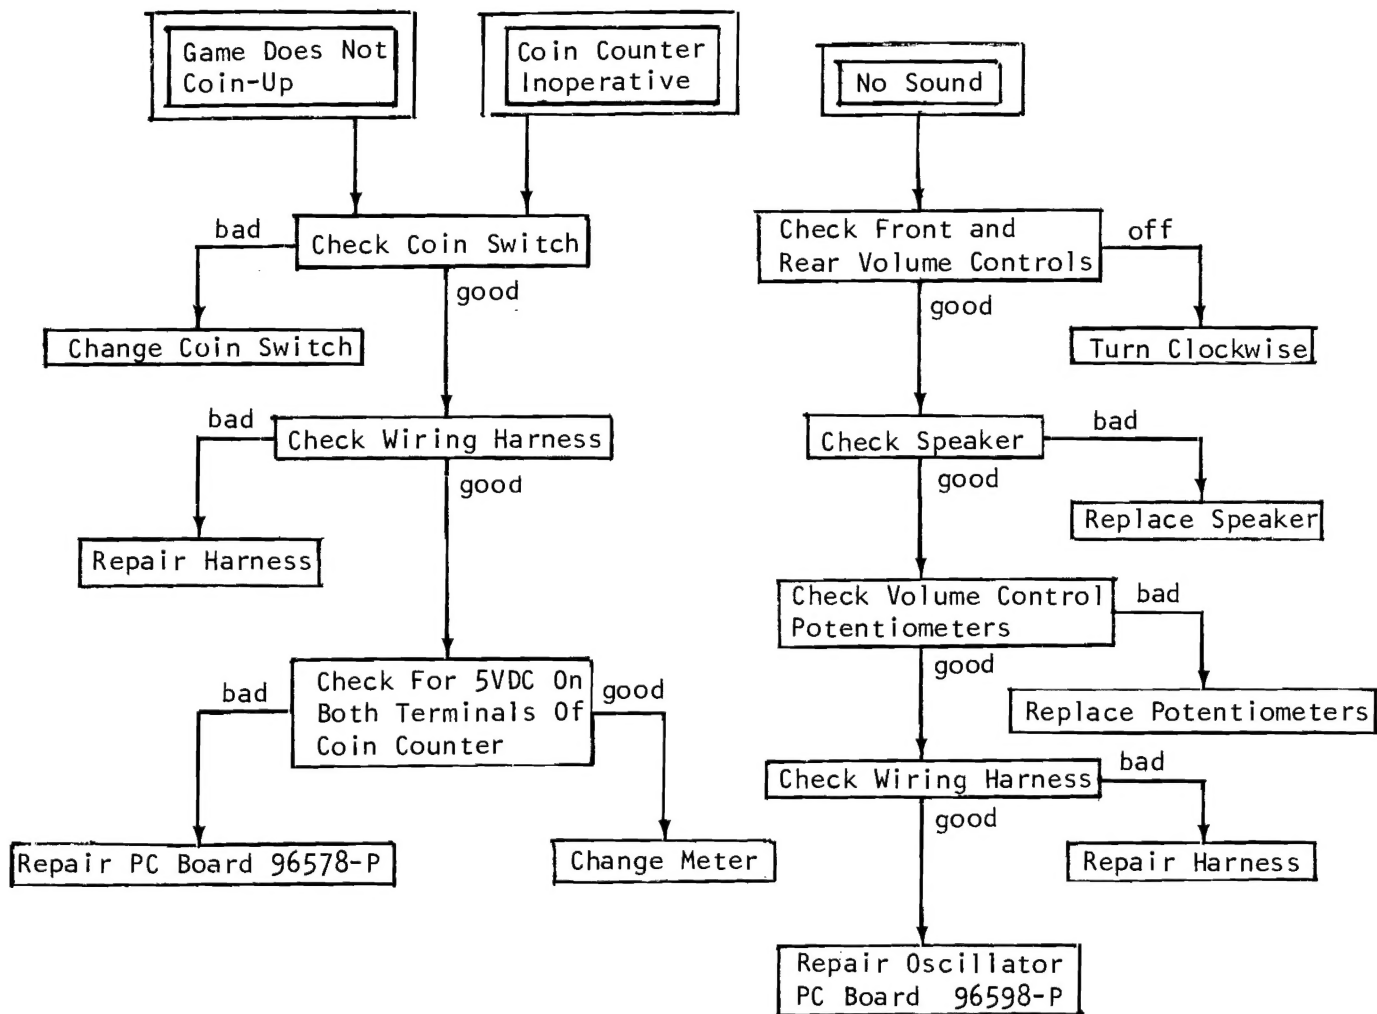 Game Does Not
Coin-Up
Coin Counter
Inoperative
bad
Check Coin Switch
good
Change Coin Switch
bad
Check Wiring Harness
good
Repair Harness
bad
Check For 5VDC On
Both Terminals Of
Coin Counter
good
Repair PC Board 96578-P
Change Meter
No Sound
Check Front and
Rear Volume Controls
off
good
Turn Clockwise
Check Speaker
bad
good
Replace Speaker
Check Volume Control
Potentiometers
bad
good
Replace Potentiometers
Check Wiring Harness
bad
good
Repair Harness
Repair Oscillator
PC Board 96598-P